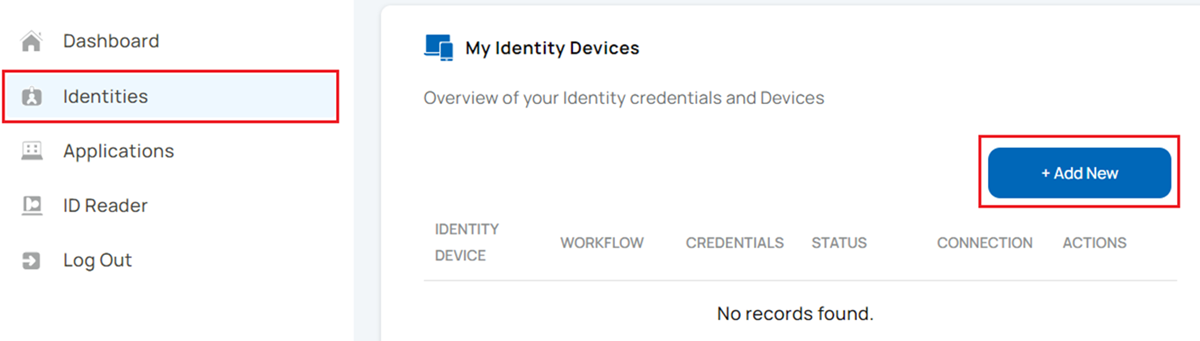 Dashboard
Identities
Applications
ID Reader
Log Out
My Identity Devices
Overview of your Identity credentials and Devices
+ Add New
IDENTITY
DEVICE
WORKFLOW
CREDENTIALS
STATUS
CONNECTION
ACTIONS
No records found.